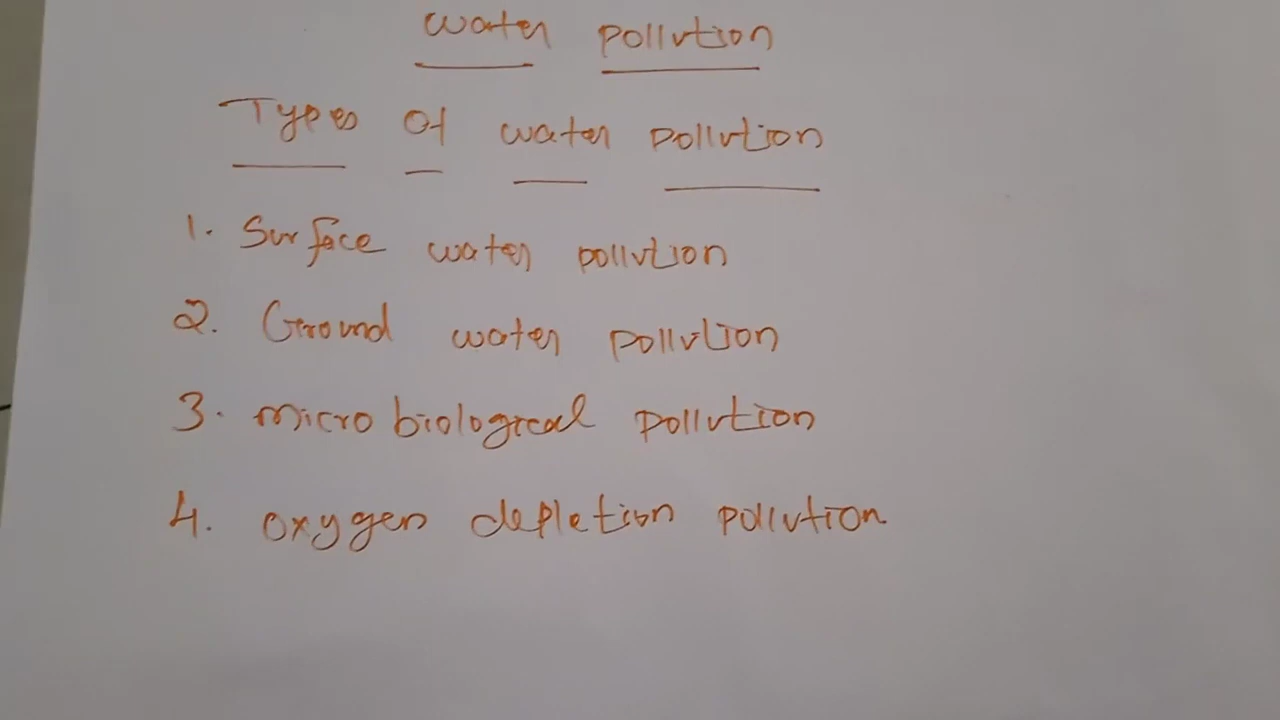 water pollution
Types of water pollution
1. Surface water pollution
2. Ground water pollution
3. micro biological pollution
4. oxygen depletion pollution